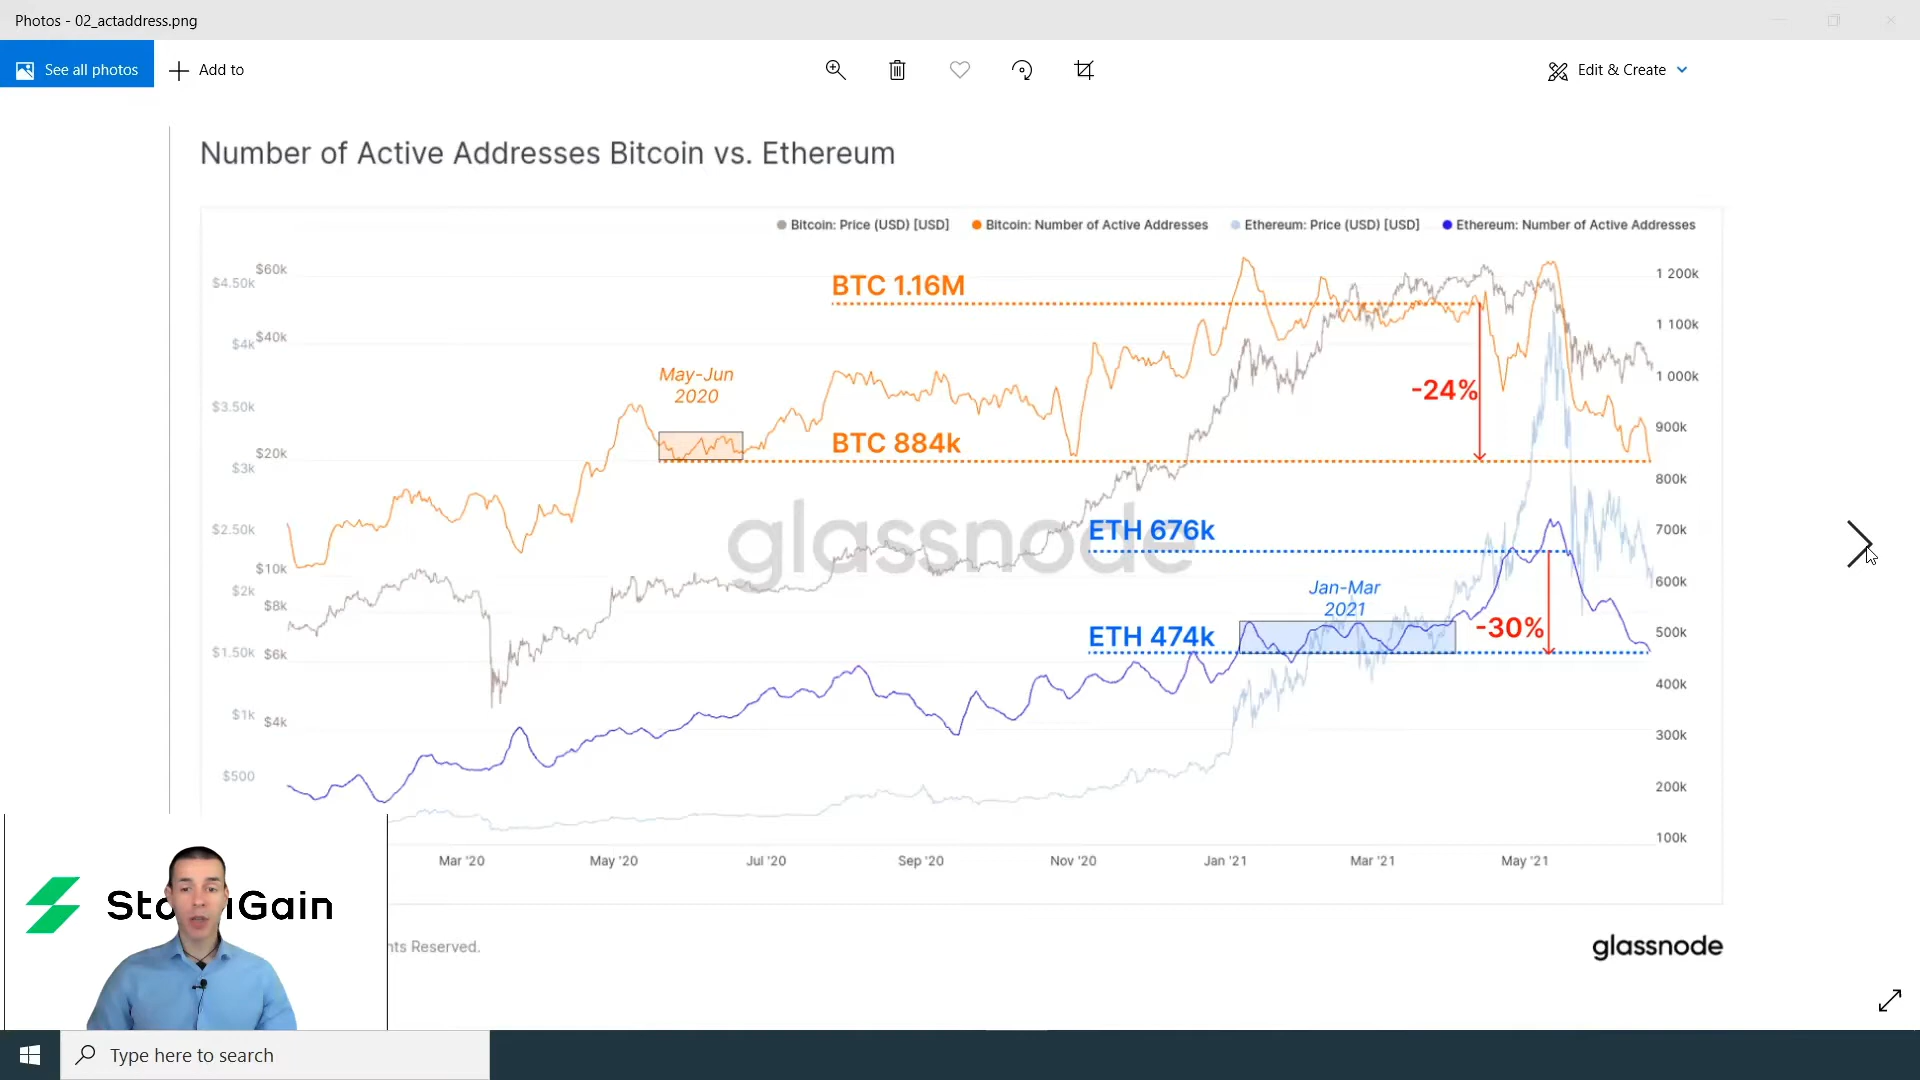 Photos - 02_actaddress.png
See all photos
Add to
Edit & Create
Number of Active Addresses Bitcoin vs. Ethereum
Bitcoin: Price (USD) [USD] Bitcoin: Number of Active Addresses Ethereum: Price (USD) [USD] Ethereum: Number of Active Addresses
$4.50k $60k
BTC 1.16M
1 200k
1 100k
$4k $40k
May-Jun
2020
-24%
1 000k
$3.50k
900k
BTC 884k
$3k $20k
800k
glassnode
$2.50k
ETH 676k
700k
$10k
Jan-Mar
2021
600k
$2k $8k
ETH 474k
-30%
500k
$1.50k $6k
400k
$1k $4k
300k
$500
200k
100k
Mar '20 May '20 Jul '20 Sep '20 Nov '20 Jan '21 Mar '21 May '21
Gain
Reserved.
glassnode
Type here to search